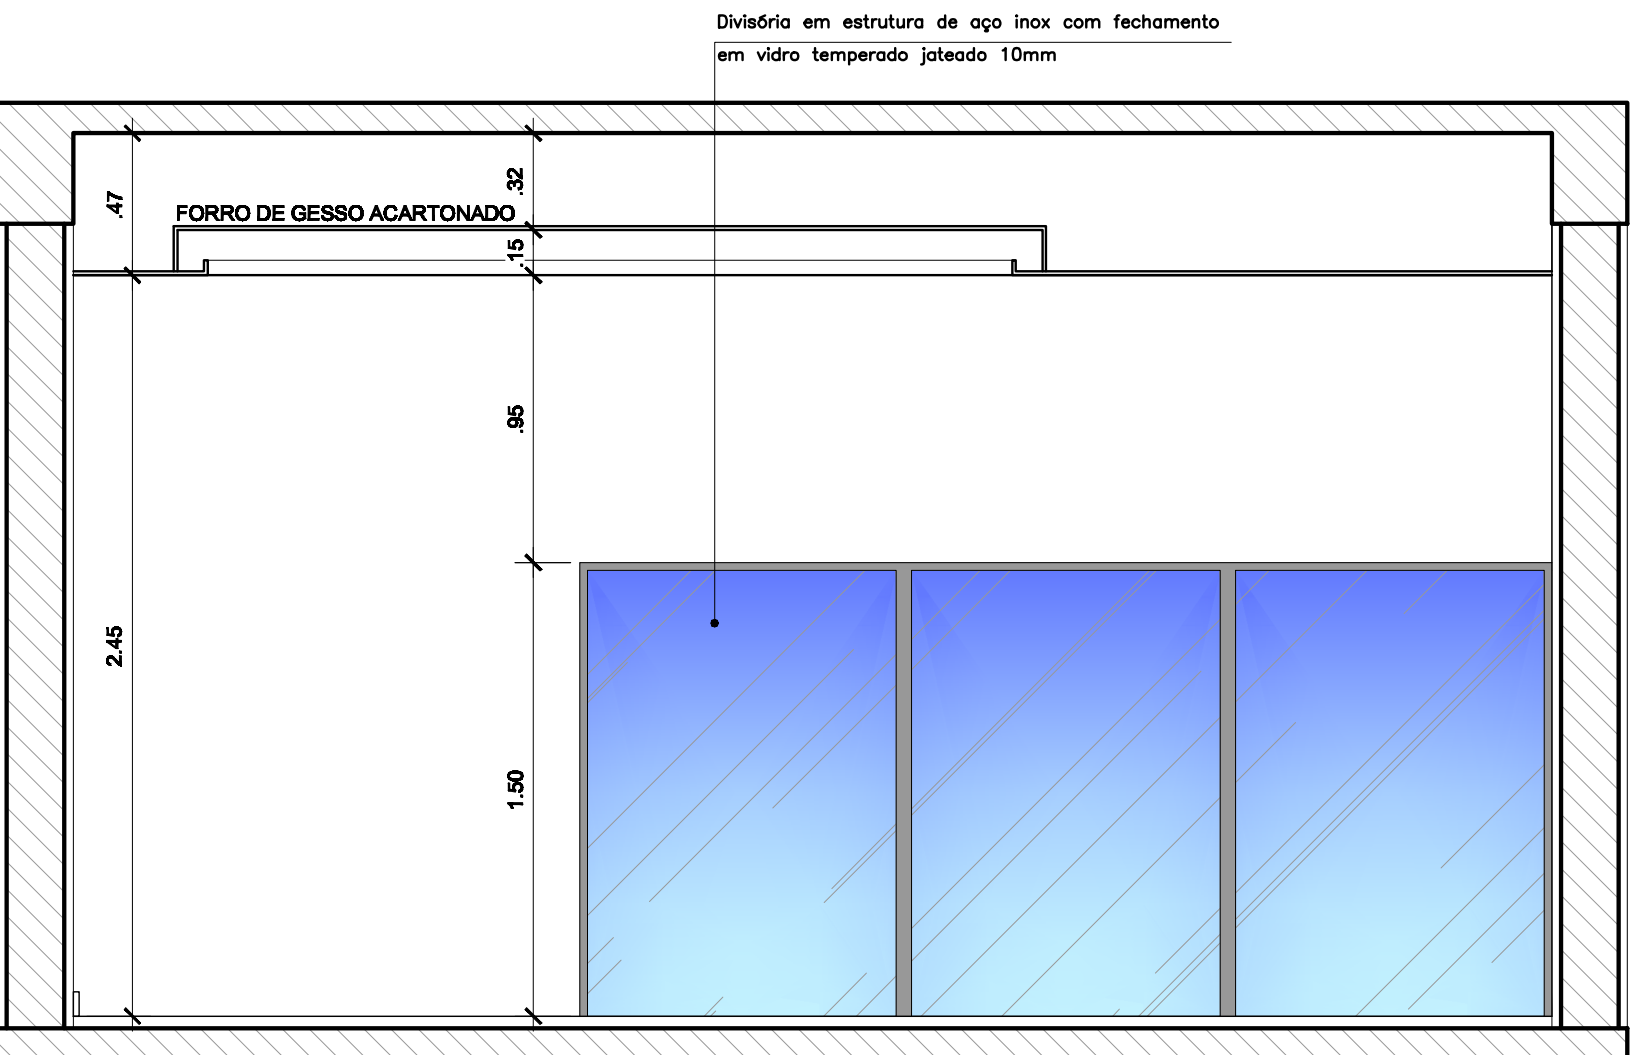 Divisória em estrutura de aço inox com fechamento
em vidro temperado jateado 10mm
.47
.32
FORRO DE GESSO ACARTONADO
.15
.95
2.45
1.50